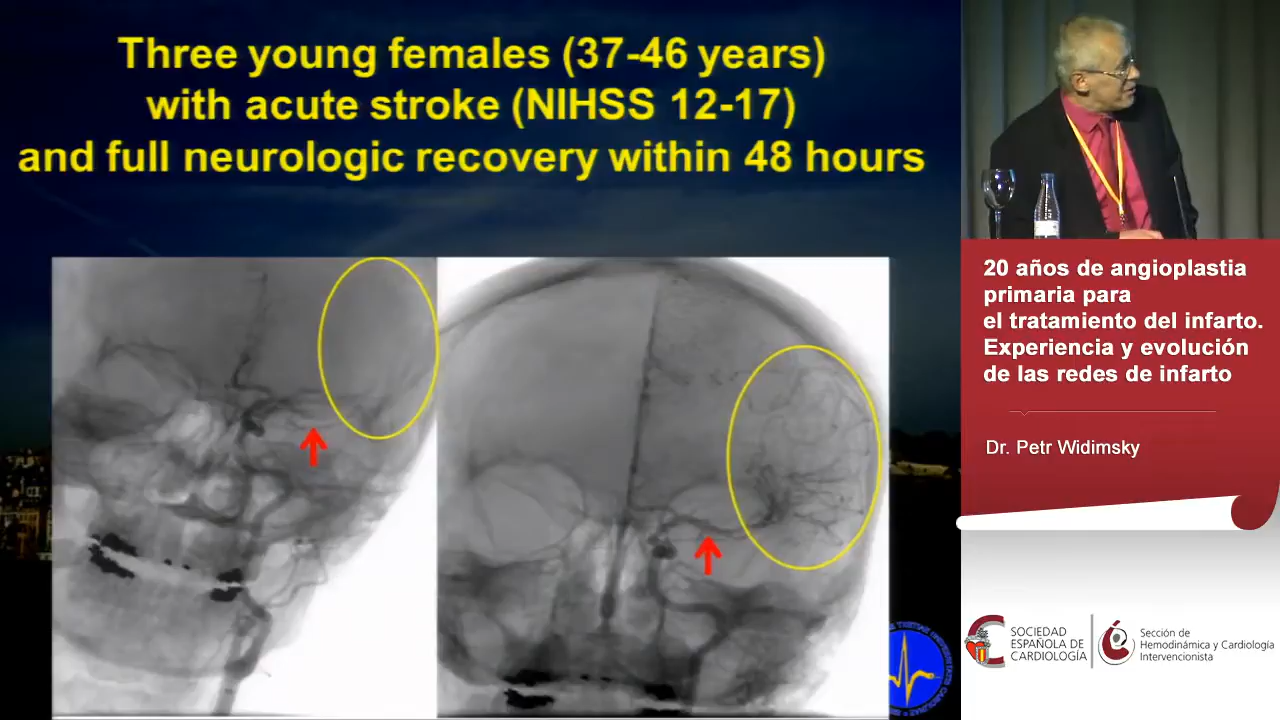 Three young females (37-46 years)
with acute stroke (NIHSS 12-17)
and full neurologic recovery within 48 hours
20 años de angioplastia
primaria para
el tratamiento del infarto.
Experiencia y evolución
de las redes de infarto
Dr. Petr Widimsky
SOCIEDAD
ESPAÑOLA DE
CARDIOLOGÍA
Sección de
Hemodinámica y Cardiología
Intervencionista